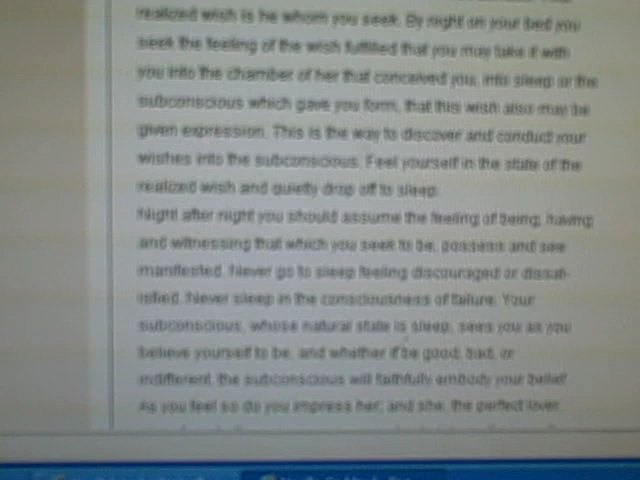 realized wish is he whom you seek. By night on your bed you
seek the feeling of the wish fulfilled that you may take it with
you into the chamber of her that conceived you, into sleep or the
subconscious which gave you form, that this wish also may be
given expression. This is the way to discover and conduct your
wishes into the subconscious. Feel yourself in the state of the
realized wish and quietly drop off to sleep.
Night after night you should assume the feeling of being, having
and witnessing that which you seek to be, possess and see
manifested. Never go to sleep feeling discouraged or dissat-
isfied. Never sleep in the consciousness of failure. Your
subconscious, whose natural state is sleep, sees you as you
believe yourself to be, and whether it be good, bad, or
indifferent, the subconscious will faithfully embody your belief.
As you feel so do you impress her; and she, the perfect lover,